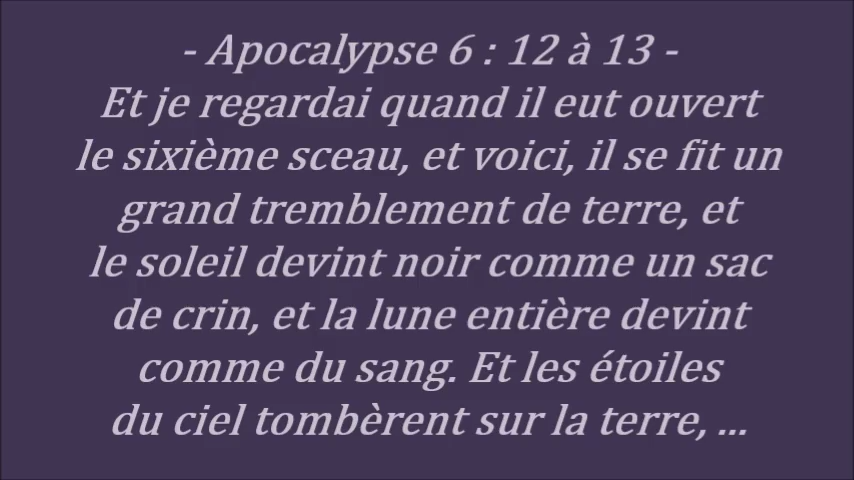 - Apocalypse 6 : 12 à 13 -
Et je regardai quand il eut ouvert
le sixième sceau, et voici, il se fit un
grand tremblement de terre, et
le soleil devint noir comme un sac
de crin, et la lune entière devint
comme du sang. Et les étoiles
du ciel tombèrent sur la terre, ...